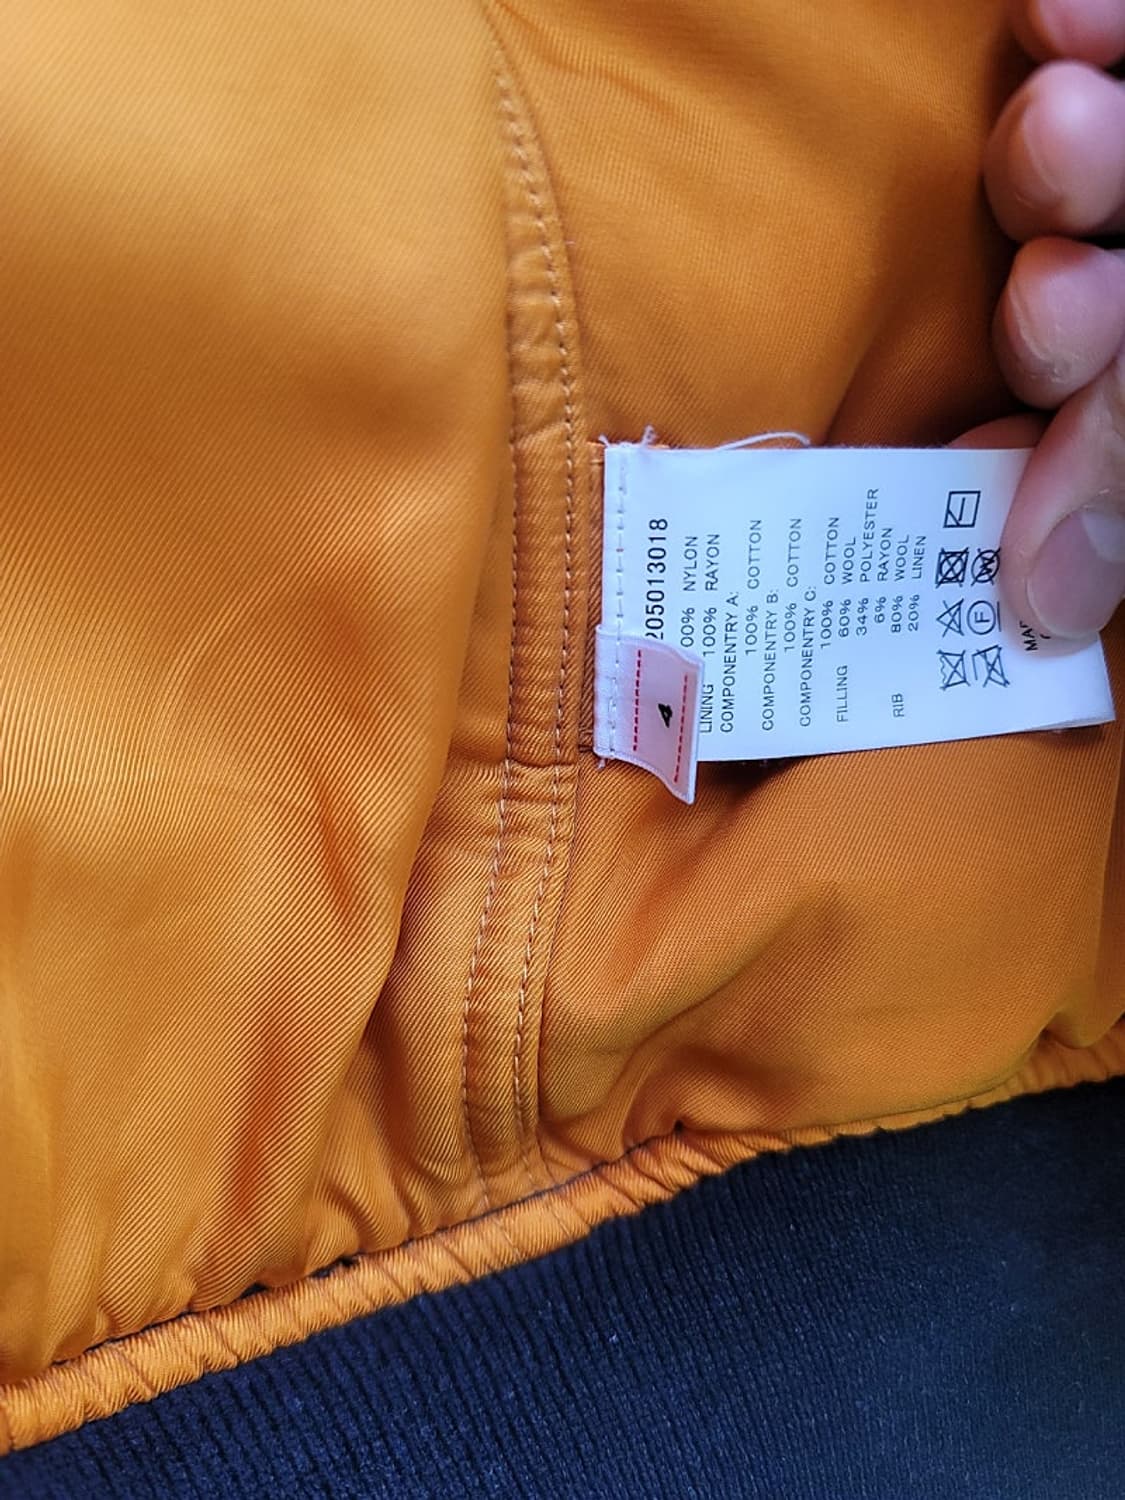 205013018
00% NYLON
LINING 100% RAYON
COMPONENTRY A:
100% COTTON
COMPONENTRY B:
100% COTTON
COMPONENTRY C:
100% COTTON
FILLING 60% WOOL
34% POLYESTER
6% RAYON
RIB 80% WOOL
20% LINEN
W
F
4